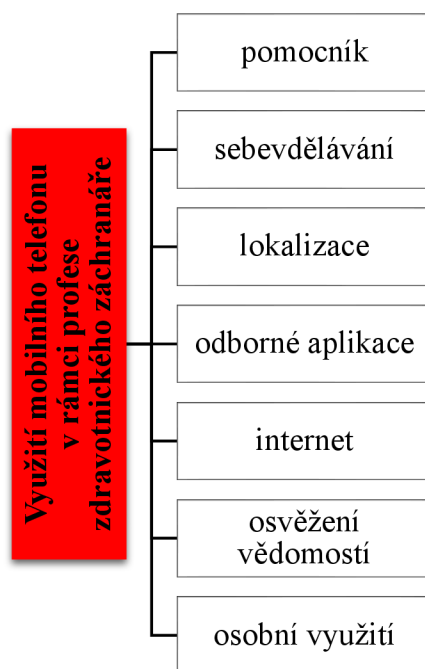 Využití mobilního telefonu
v rámci profese
zdravotnického záchranáře
pomocník
sebevdělávání
lokalizace
odborné aplikace
internet
osvěžení
vědomostí
osobní využití